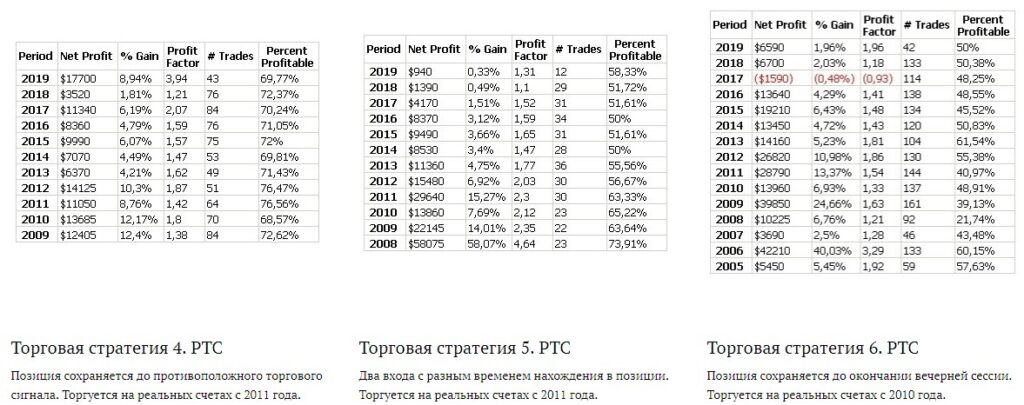 Period Net Profit % Gain Profit Factor # Trades Percent Profitable
2019 $17700 8,94% 3,94 43 69,77%
2018 $3520 1,81% 1,21 76 72,37%
2017 $11340 6,19% 2,07 84 70,24%
2016 $8360 4,79% 1,59 76 71,05%
2015 $9990 6,07% 1,57 75 72%
2014 $7070 4,49% 1,47 53 69,81%
2013 $6370 4,21% 1,62 49 71,43%
2012 $14125 10,3% 1,87 51 76,47%
2011 $11050 8,76% 1,42 64 76,56%
2010 $13685 12,17% 1,8 70 68,57%
2009 $12405 12,4% 1,38 84 72,62%
Торговая стратегия 4. РТС
Позиция сохраняется до противоположного торгового
сигнала. Торгуется на реальных счетах с 2011 года.
Period Net Profit % Gain Profit Factor # Trades Percent Profitable
2019 $940 0,33% 1,31 12 58,33%
2018 $1390 0,49% 1,1 29 51,72%
2017 $4170 1,51% 1,52 31 51,61%
2016 $8370 3,12% 1,59 34 50%
2015 $9490 3,66% 1,65 31 51,61%
2014 $8530 3,4% 1,47 28 50%
2013 $11360 4,75% 1,77 36 55,56%
2012 $15480 6,92% 2,03 30 56,67%
2011 $29640 15,27% 2,3 30 63,33%
2010 $13860 7,69% 2,12 23 65,22%
2009 $22145 14,01% 2,35 22 63,64%
2008 $58075 58,07% 4,64 23 73,91%
Торговая стратегия 5. РТС
Два входа с разным временем нахождения в позиции.
Торгуется на реальных счетах с 2011 года.
Period Net Profit % Gain Profit Factor # Trades Percent Profitable
2019 $6590 1,96% 1,96 42 50%
2018 $6700 2,03% 1,18 133 50,38%
2017 ($1590) (0,48%) (0,93) 114 48,25%
2016 $13640 4,29% 1,41 138 48,55%
2015 $19210 6,43% 1,48 134 45,52%
2014 $13450 4,72% 1,43 120 50,83%
2013 $14160 5,23% 1,81 104 61,54%
2012 $26820 10,98% 1,86 130 55,38%
2011 $28790 13,37% 1,54 144 40,97%
2010 $13960 6,93% 1,33 137 48,91%
2009 $39850 24,66% 1,63 161 39,13%
2008 $10225 6,76% 1,21 92 21,74%
2007 $3690 2,5% 1,28 46 43,48%
2006 $42210 40,03% 3,29 133 60,15%
2005 $5450 5,45% 1,92 59 57,63%
Торговая стратегия 6. РТС
Позиция сохраняется до окончании вечерней сессии.
Торгуется на реальных счетах с 2010 года.